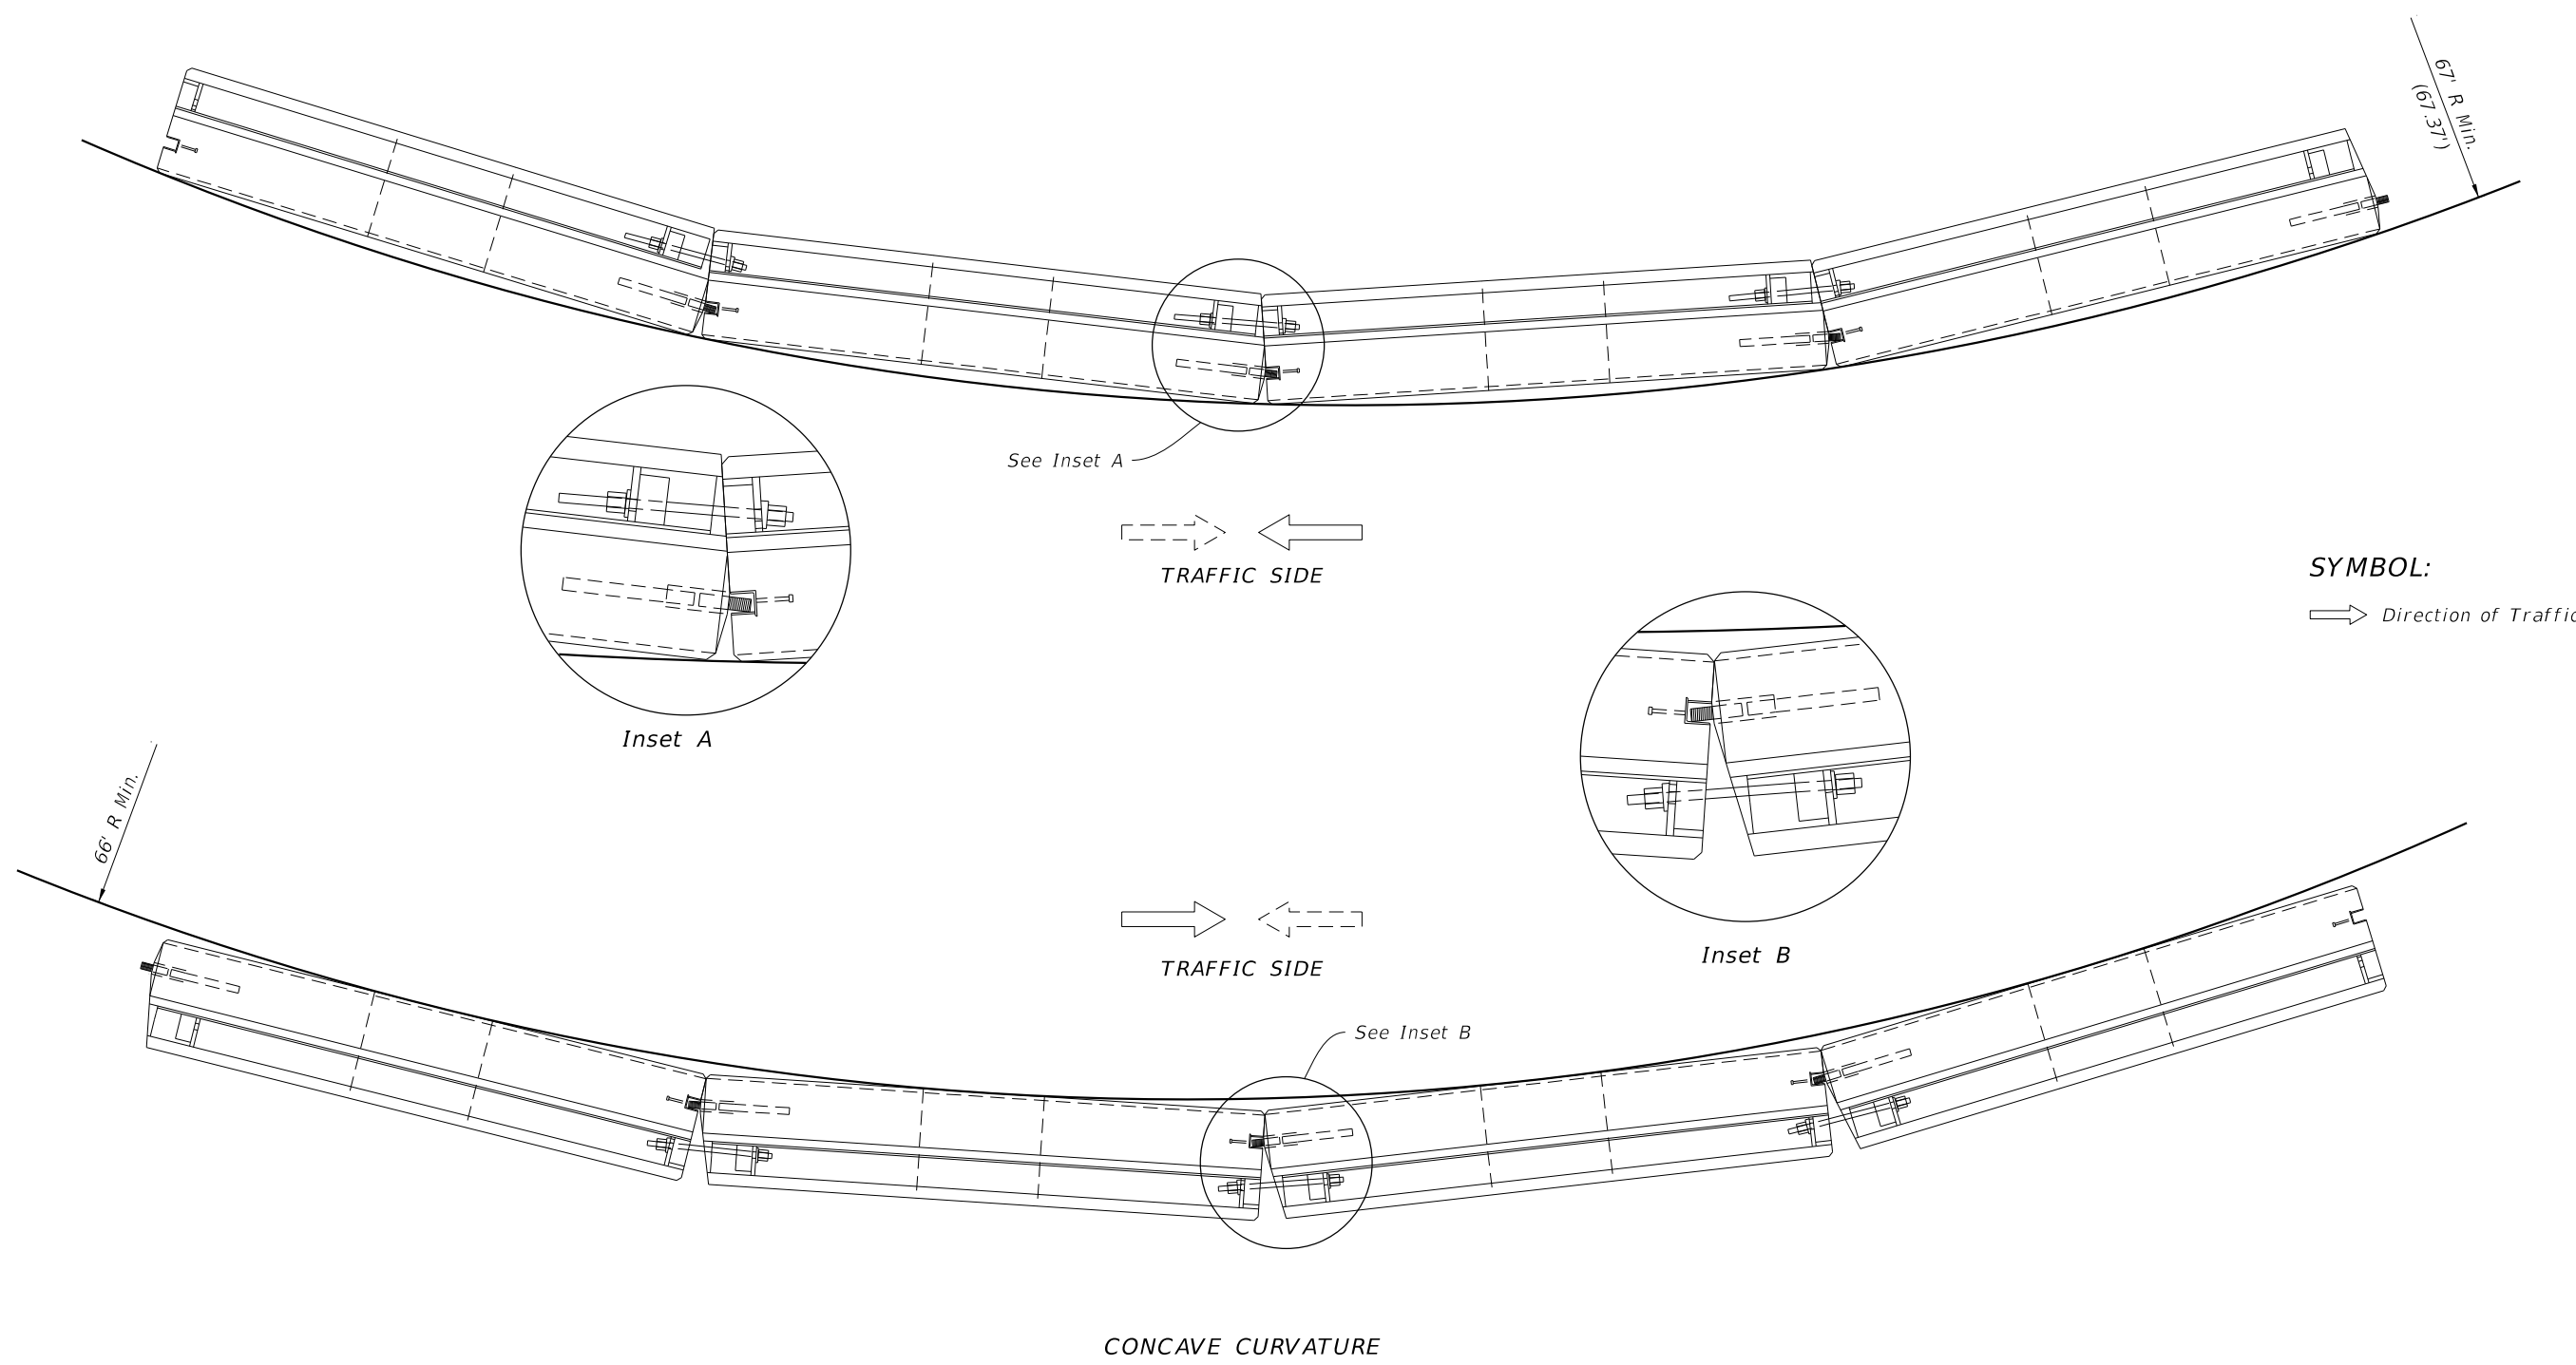 67' R Min.
(67.37')
See Inset A
TRAFFIC SIDE
SYMBOL:
Direction of Traffic
Inset A
66' R Min.
TRAFFIC SIDE
Inset B
See Inset B
CONCAVE CURVATURE